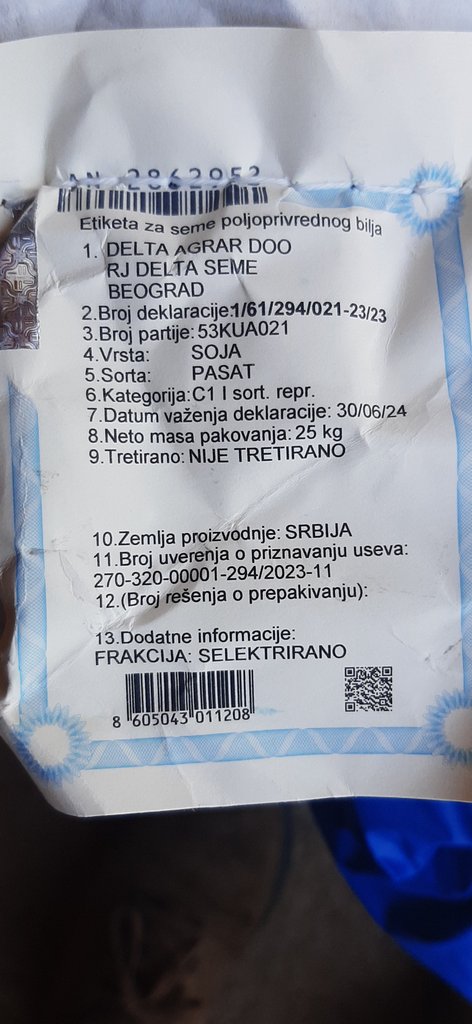 AN 2862952
Etiketa za seme poljoprivrednog bilja
1. DELTA AGRAR DOO
RJ DELTA SEME
BEOGRAD
2.Broj deklaracije:1/61/294/021-23/23
3.Broj partije: 53KUA021
4.Vrsta: SOJA
5.Sorta: PASAT
6.Kategorija: C1 I sort. repr.
7.Datum važenja deklaracije: 30/06/24
8.Neto masa pakovanja: 25 kg
9.Tretirano: NIJE TRETIRANO
10.Zemlja proizvodnje: SRBIJA
11.Broj uverenja o priznavanju useva:
270-320-00001-294/2023-11
12.(Broj rešenja o prepakivanju):
13.Dodatne informacije:
FRAKCIJA: SELEKTRIRANO
8 605043 011208